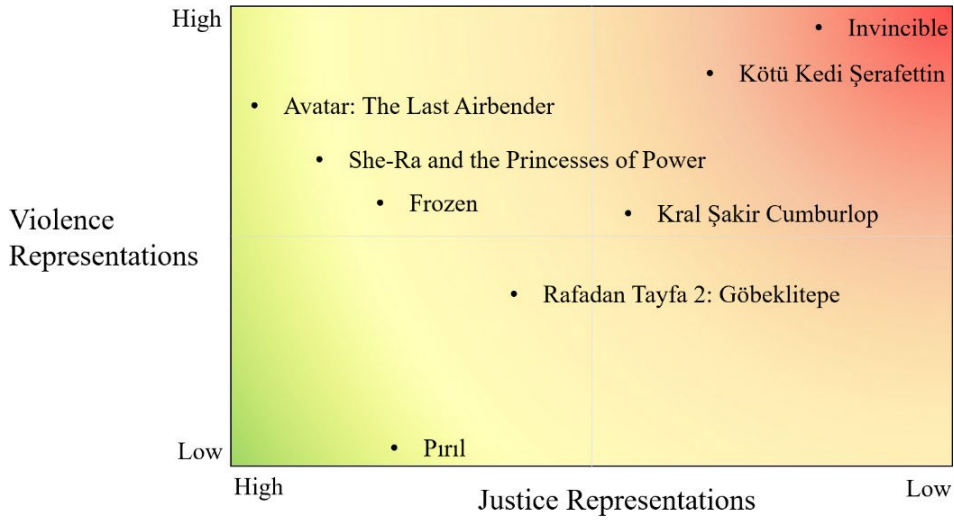 High
Invincible
Kötü Kedi Şerafettin
Avatar: The Last Airbender
She-Ra and the Princesses of Power
Frozen
Kral Şakir Cumburlop
Violence
Representations
Rafadan Tayfa 2: Göbeklitepe
Pırıl
Low
High
Justice Representations
Low